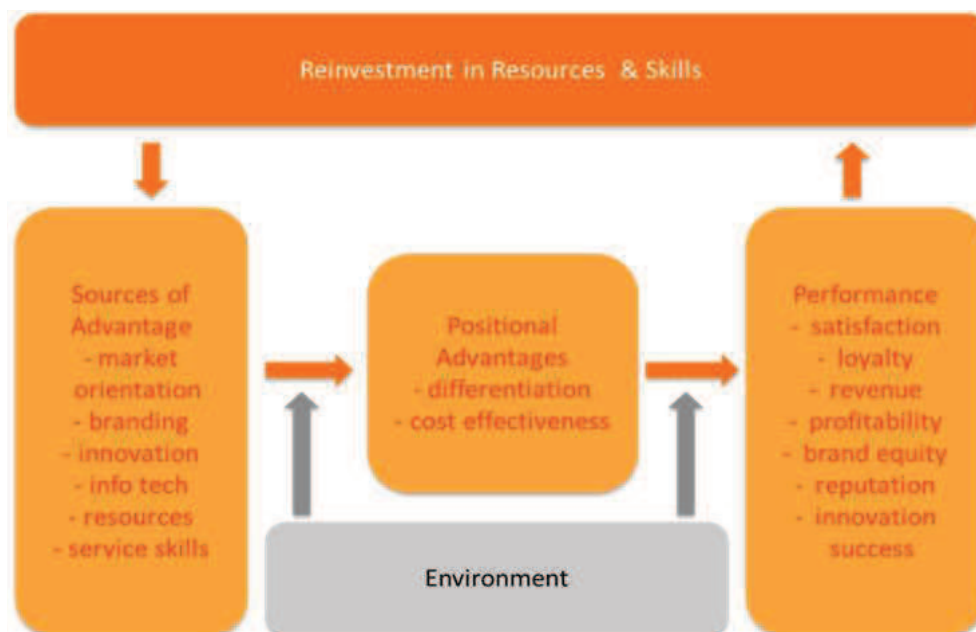 Reinvestment in Resources & Skills
Sources of
Advantage
- market
orientation
- branding
- innovation
- info tech
- resources
- service skills
Positional
Advantages
- differentiation
- cost effectiveness
Performance
- satisfaction
- loyalty
- revenue
- profitability
- brand equity
- reputation
- innovation
success
Environment